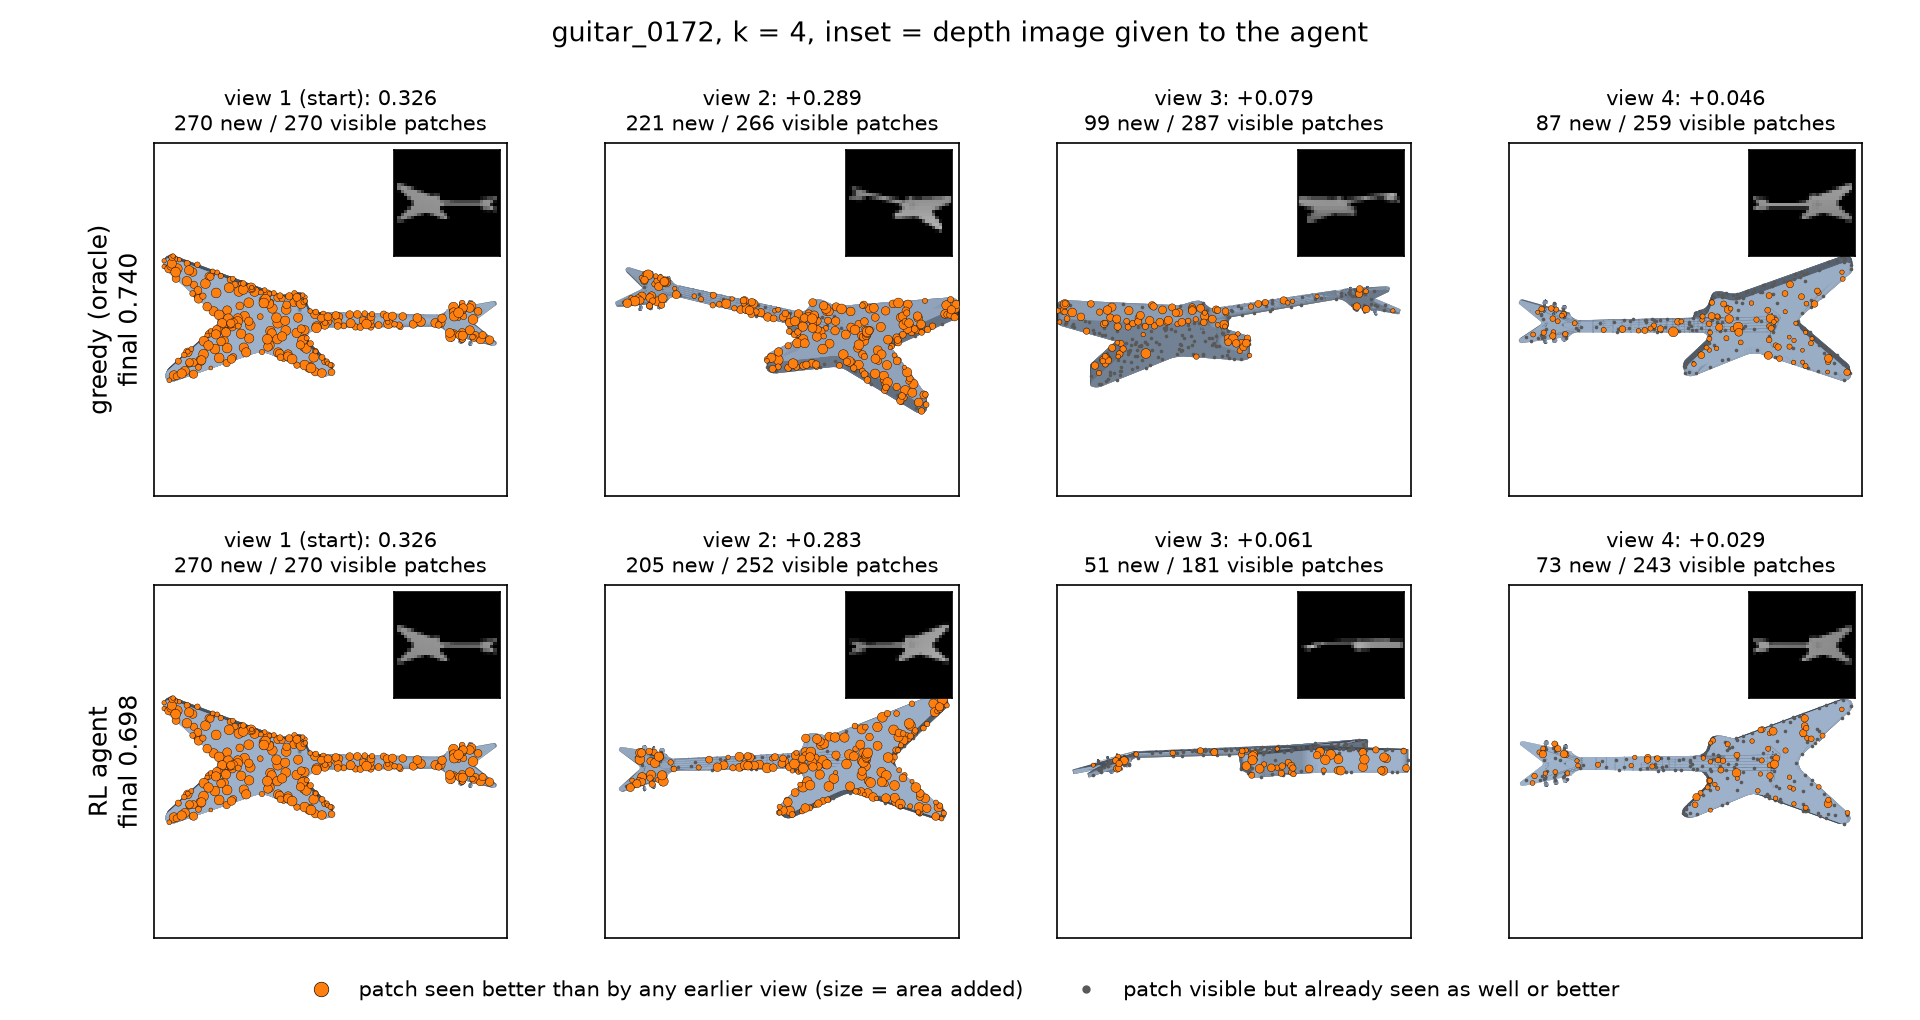 guitar_0172, k = 4, inset = depth image given to the agent
view 1 (start): 0.326
270 new / 270 visible patches
view 2: +0.289
221 new / 266 visible patches
view 3: +0.079
99 new / 287 visible patches
view 4: +0.046
87 new / 259 visible patches
greedy (oracle)
final 0.740
view 1 (start): 0.326
270 new / 270 visible patches
view 2: +0.283
205 new / 252 visible patches
view 3: +0.061
51 new / 181 visible patches
view 4: +0.029
73 new / 243 visible patches
RL agent
final 0.698
patch seen better than by any earlier view (size = area added)
patch visible but already seen as well or better